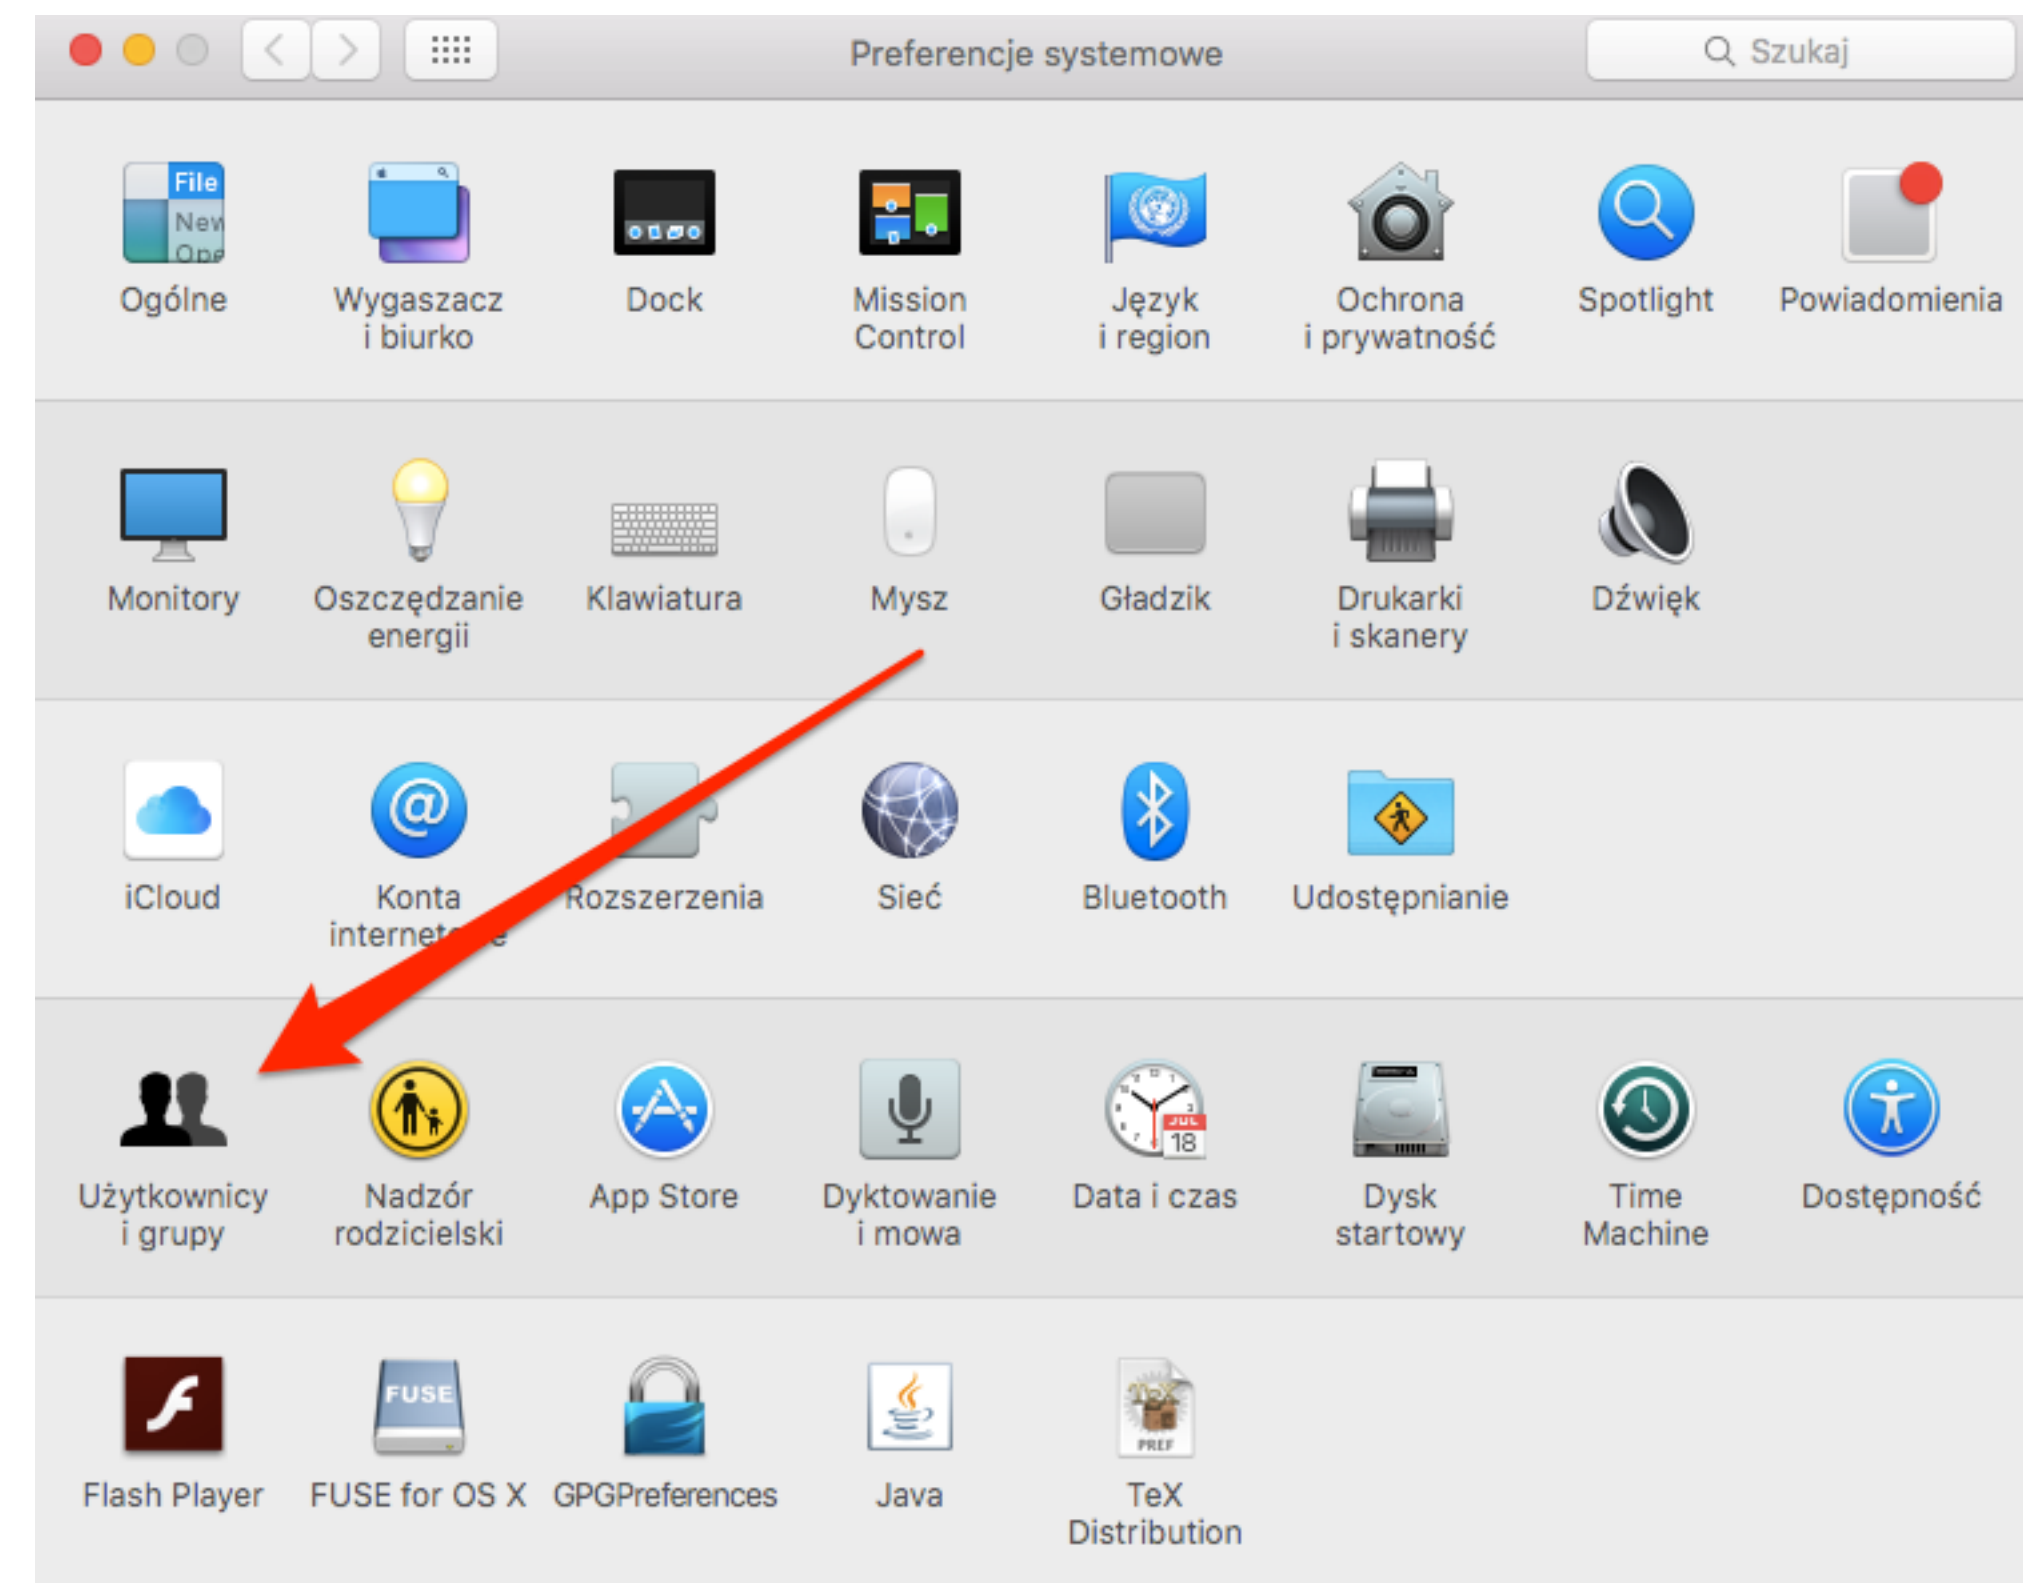 Preferencje systemowe
Szukaj
File
New
Ope
Ogólne
Wygaszacz
i biurko
Dock
Mission
Control
Język
i region
Ochrona
i prywatność
Spotlight
Powiadomienia
Monitory
Oszczędzanie
energii
Klawiatura
Mysz
Gładzik
Drukarki
i skanery
Dźwięk
iCloud
Konta
Rozszerzenia
Sieć
Bluetooth
Udostępnianie
JUL
18
Użytkownicy
i grupy
Nadzór
rodzicielski
App Store
Dyktowanie
i mowa
Data i czas
Dysk
startowy
Time
Machine
Dostępność
FUSE
Java
TeX
PREF
Flash Player
FUSE for OS X
GPGPreferences
Java
TeX
Distribution